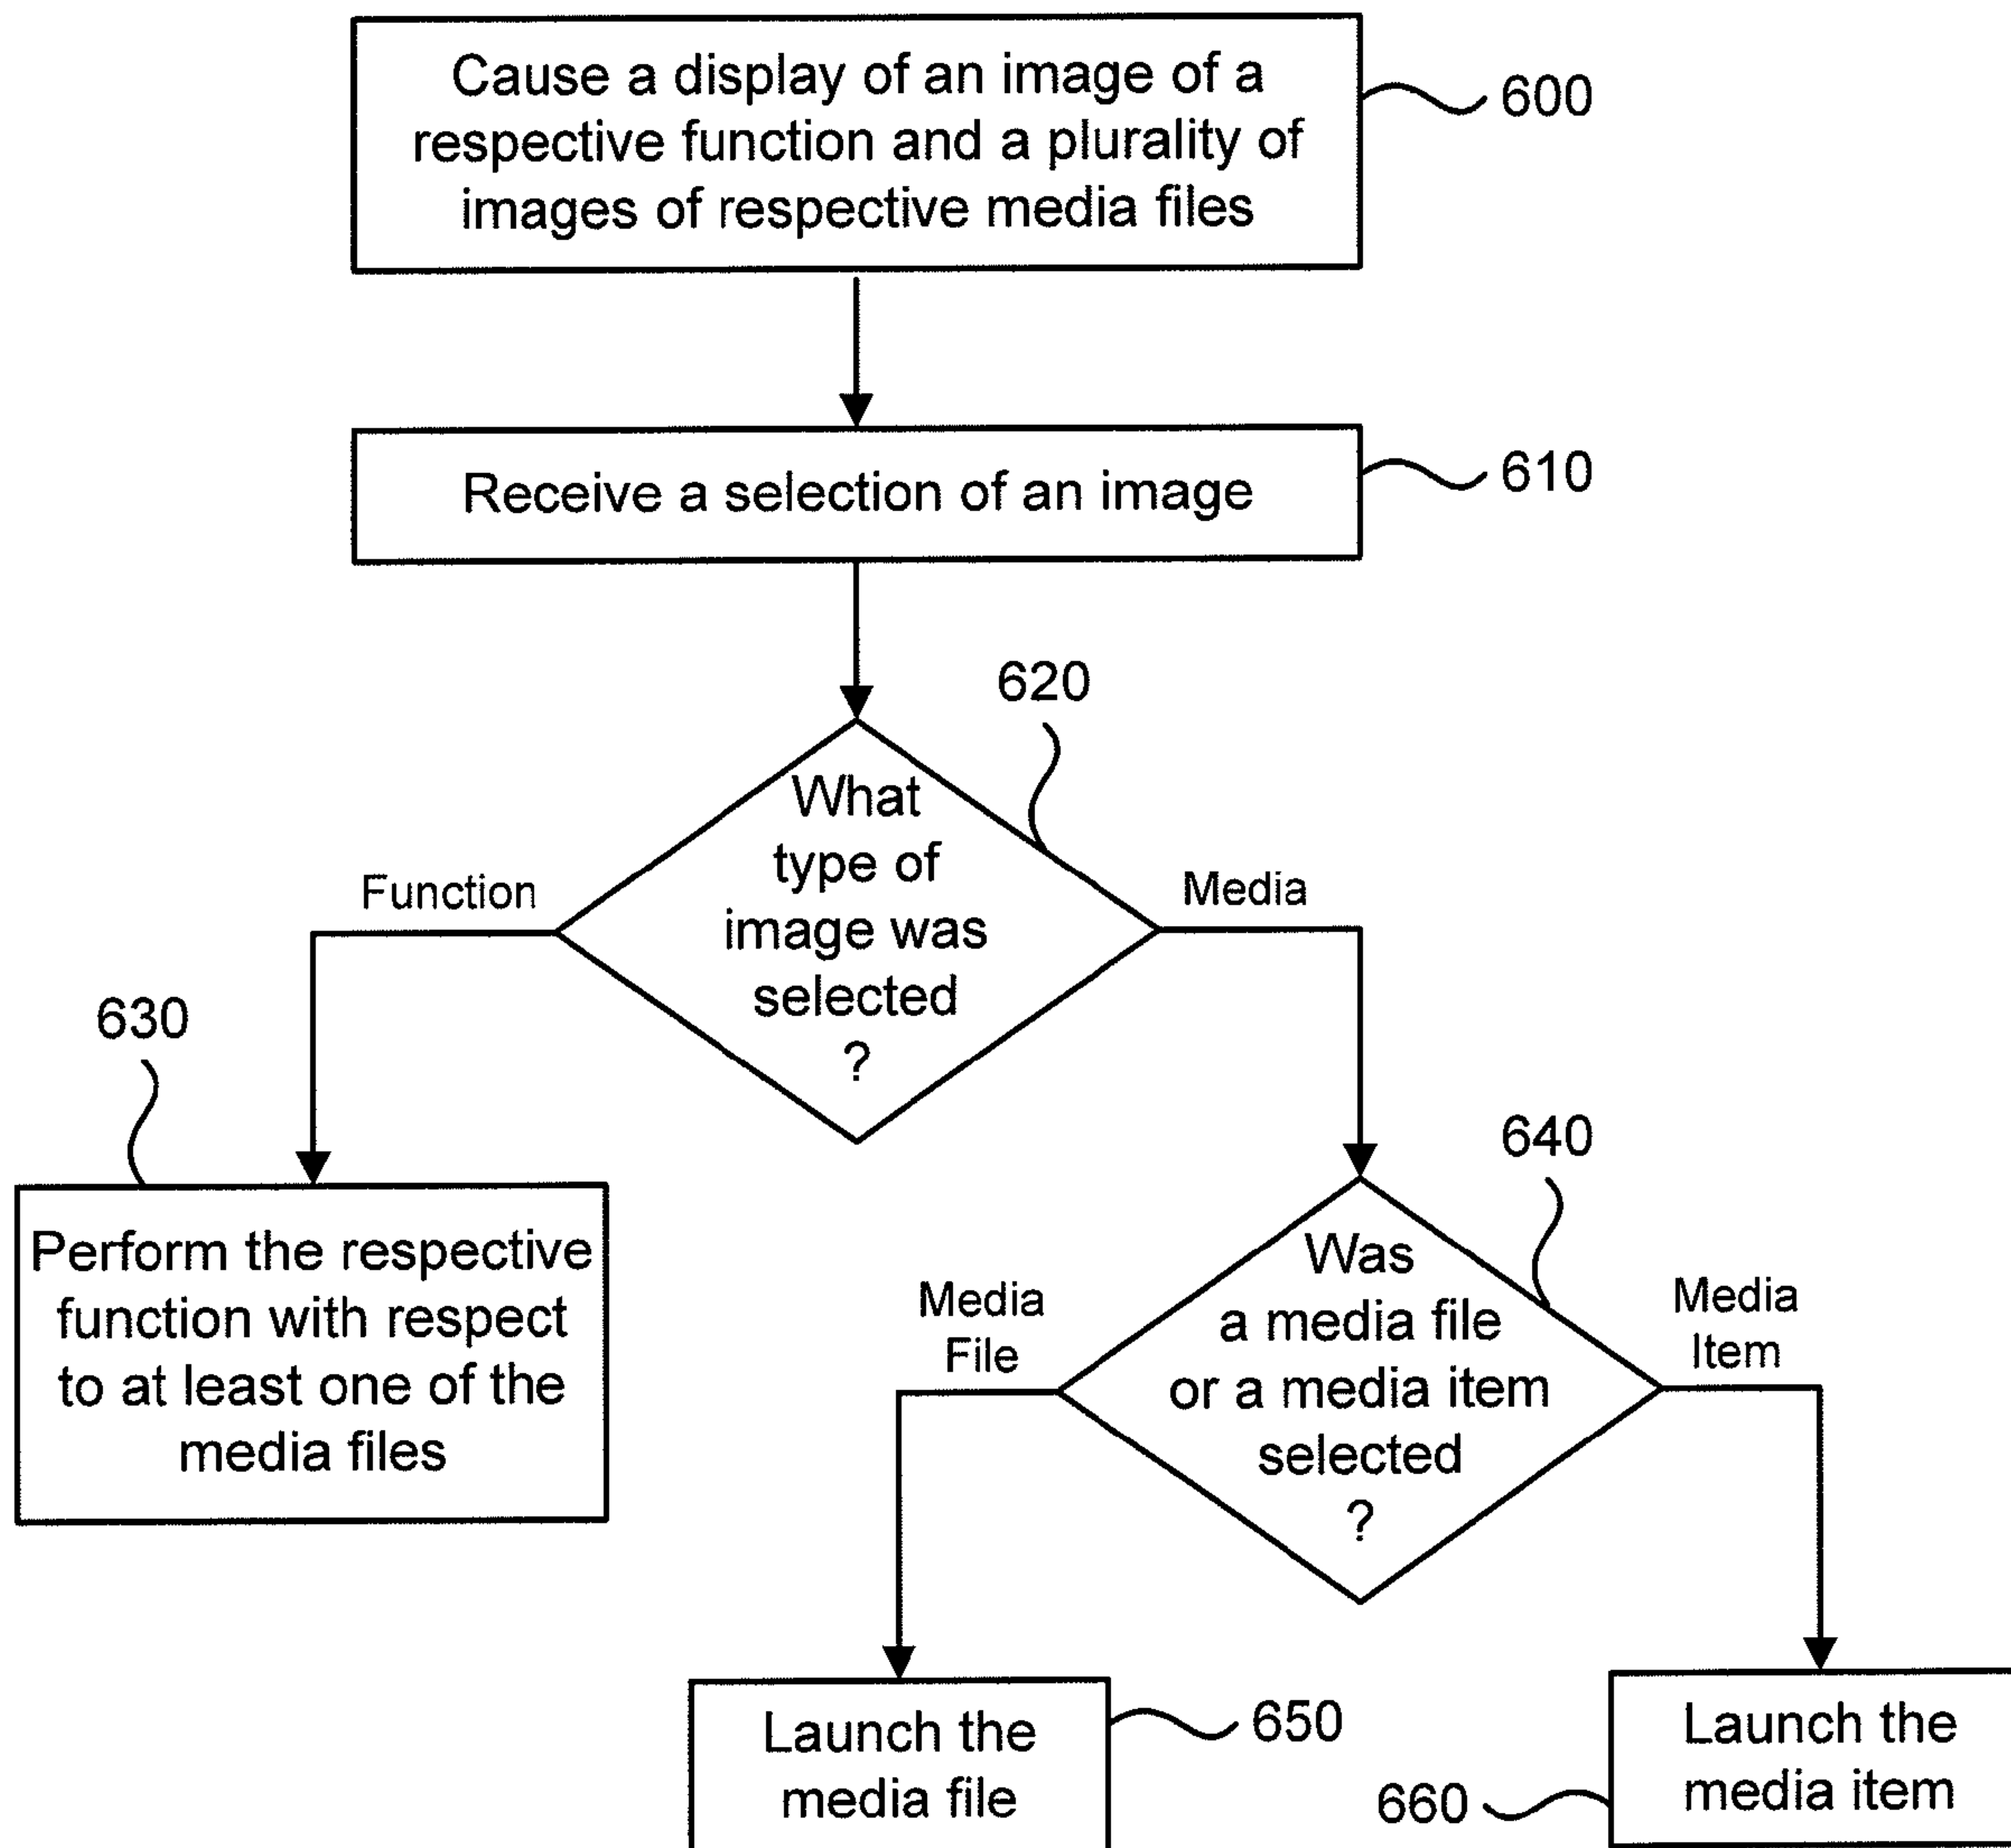 Cause a display of an image of a
respective function and a plurality of
images of respective media files
600
Receive a selection of an image
610
620
What
type of
image was
selected
?
Function
Media
630
Perform the respective
function with respect
to at least one of the
media files
640
Was
a media file
or a media item
selected
?
Media
File
Media
Item
Launch the
media file
650
Launch the
media item
660